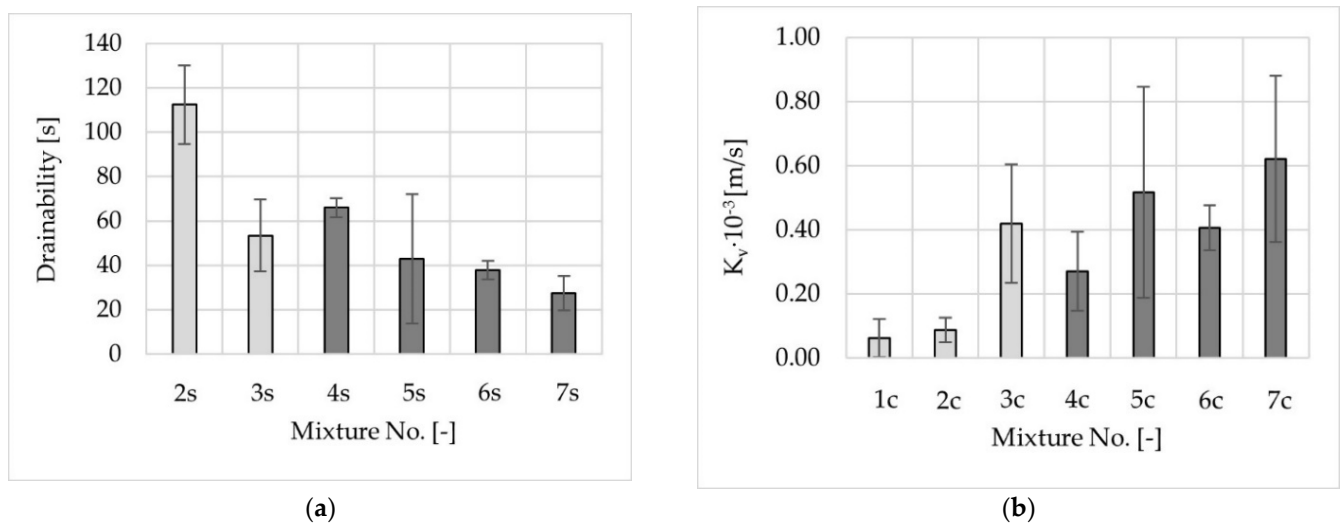 140
120
100
80
60
40
20
0
Drainability [s]
2s 3s 4s 5s 6s 7s
Mixture No. [-]
(a)
1.00
0.80
0.60
0.40
0.20
0.00
Kᵥ·10⁻³ [m/s]
1c 2c 3c 4c 5c 6c 7c
Mixture No. [-]
(b)